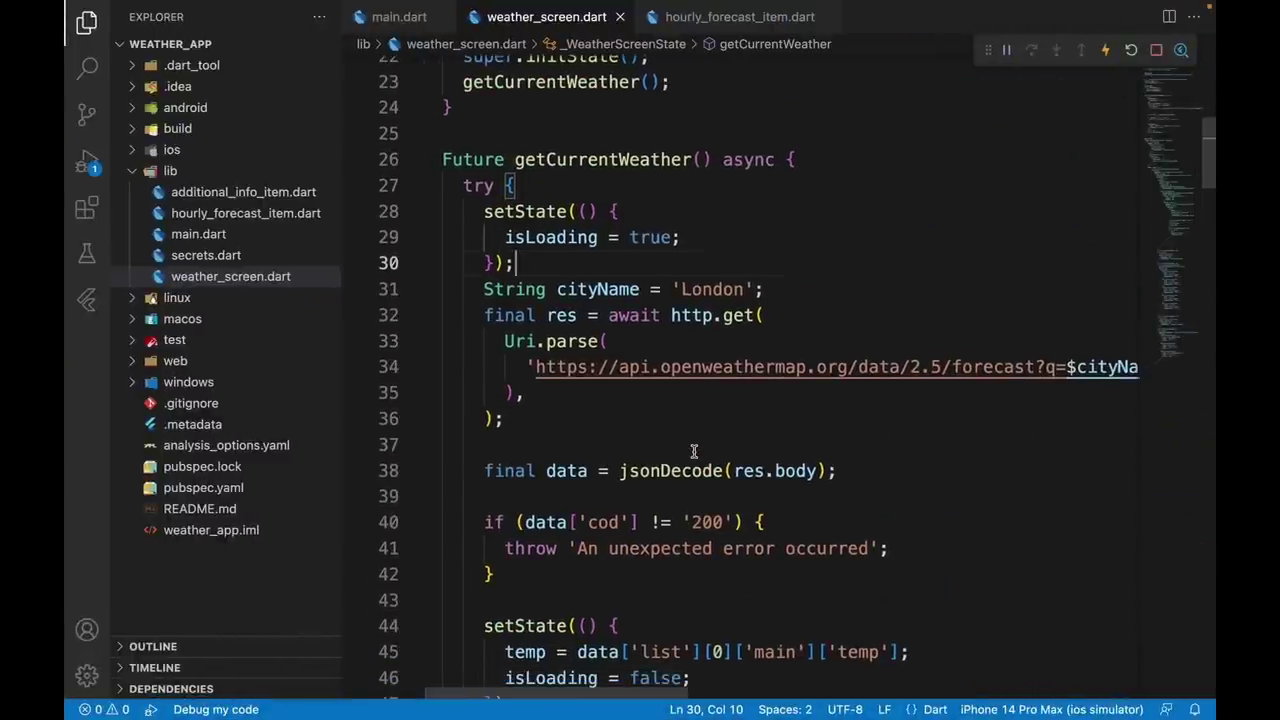 EXPLORER
main.dart
weather_screen.dart
hourly_forecast_item.dart
WEATHER_APP
lib > weather_screen.dart > _WeatherScreenState > getCurrentWeather
.dart_tool
.idea
android
build
ios
lib
additional_info_item.dart
hourly_forecast_item.dart
main.dart
secrets.dart
weather_screen.dart
linux
macos
test
web
windows
.gitignore
.metadata
analysis_options.yaml
pubspec.lock
pubspec.yaml
README.md
weather_app.iml
OUTLINE
TIMELINE
DEPENDENCIES
1
22 super.initState();
23 getCurrentWeather();
24 }
25
26 Future getCurrentWeather() async {
27 try {
28 setState(() {
29 isLoading = true;
30 });
31 String cityName = 'London';
32 final res = await http.get(
33 Uri.parse(
34 'https://api.openweathermap.org/data/2.5/forecast?q=$cityNa
35 ),
36 );
37
38 final data = jsonDecode(res.body);
39
40 if (data['cod'] != '200') {
41 throw 'An unexpected error occurred';
42 }
43
44 setState(() {
45 temp = data['list'][0]['main']['temp'];
46 isLoading = false;
0 0 Debug my code Ln 30, Col 10 Spaces: 2 UTF-8 LF {} Dart iPhone 14 Pro Max (ios simulator)